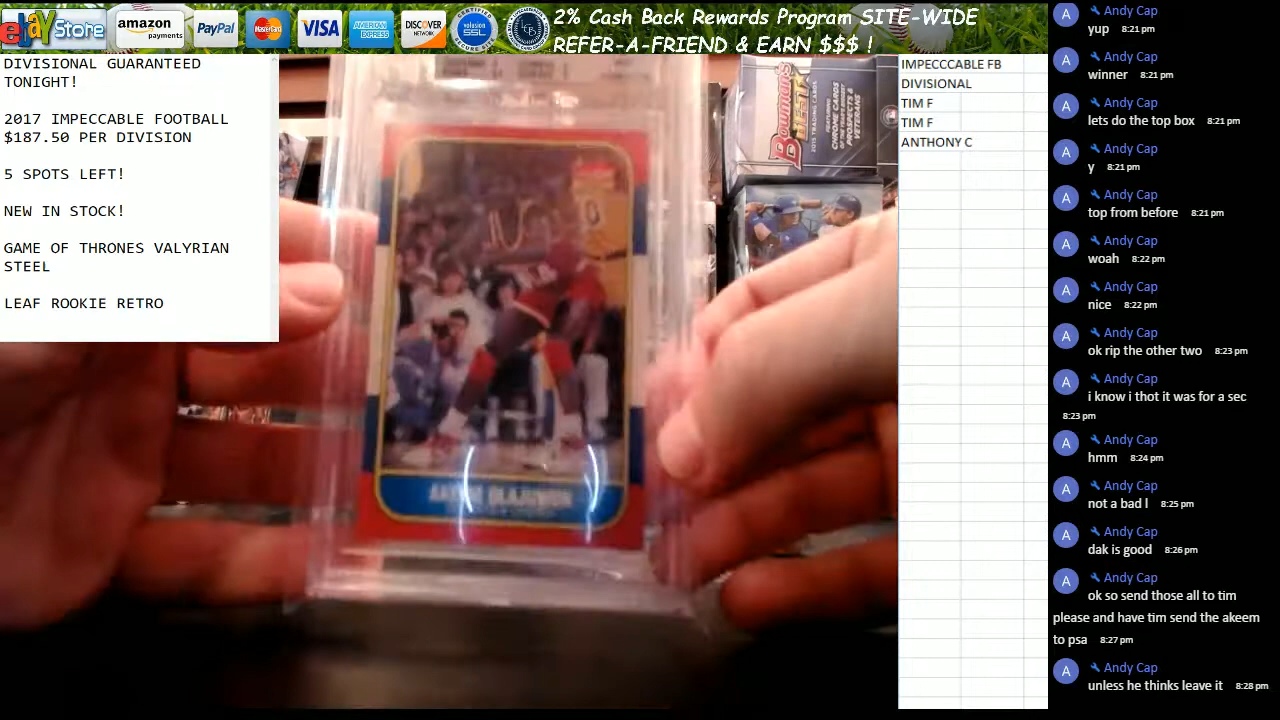 ebay Store
amazon
payments
PayPal
MasterCard
VISA
AMERICAN EXPRESS
DISCOVER
NETWORK
volusion
SSL
2% Cash Back Rewards Program SITE-WIDE
REFER-A-FRIEND & EARN $$$ !
DIVISIONAL GUARANTEED
TONIGHT!
2017 IMPECCABLE FOOTBALL
$187.50 PER DIVISION
5 SPOTS LEFT!
NEW IN STOCK!
GAME OF THRONES VALYRIAN
STEEL
LEAF ROOKIE RETRO
Bowman's
BEST
IMPECCCABLE FB
DIVISIONAL
TIM F
TIM F
ANTHONY C
A Andy Cap
yup 8:21 pm
A Andy Cap
winner 8:21 pm
A Andy Cap
lets do the top box 8:21 pm
A Andy Cap
y 8:21 pm
A Andy Cap
top from before 8:21 pm
A Andy Cap
woah 8:22 pm
A Andy Cap
nice 8:22 pm
A Andy Cap
ok rip the other two 8:23 pm
A Andy Cap
i know i thot it was for a sec
8:23 pm
A Andy Cap
hmm 8:24 pm
A Andy Cap
not a bad l 8:25 pm
A Andy Cap
dak is good 8:26 pm
A Andy Cap
ok so send those all to tim
please and have tim send the akeem
to psa 8:27 pm
A Andy Cap
unless he thinks leave it 8:28 pm